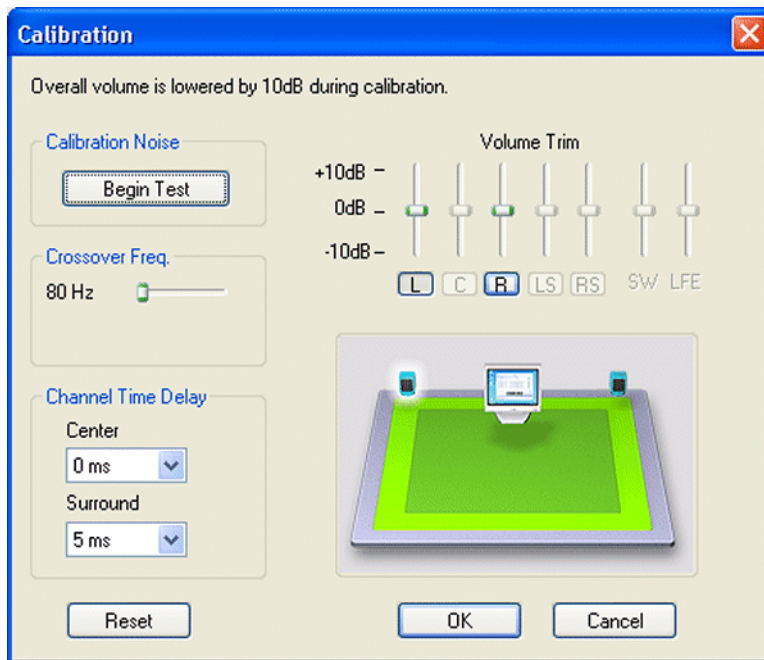 Calibration
Overall volume is lowered by 10dB during calibration.
Calibration Noise
Begin Test
Crossover Freq.
80 Hz
Channel Time Delay
Center
0 ms
Surround
5 ms
Volume Trim
+10dB
0dB
-10dB
L C R LS RS SW LFE
Reset
OK
Cancel